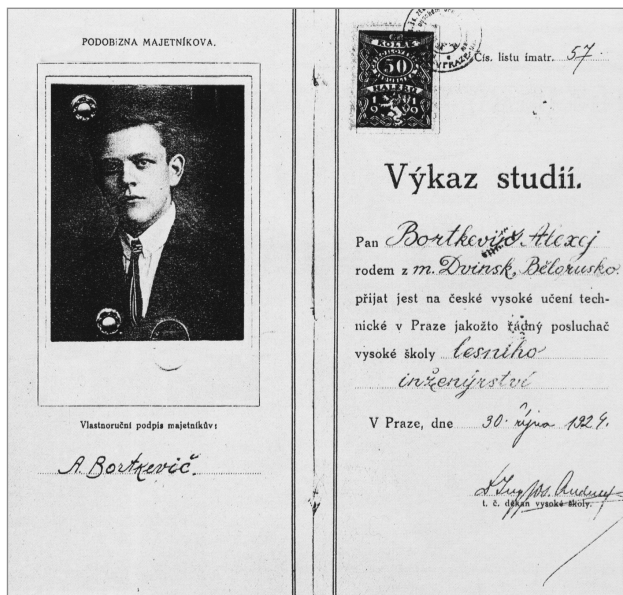 PODOBIZNA MAJETNÍKOVA.
Vlastnoruční podpis majetníkův:
A. Bortkevič.
KOLEK
50
HALÉŘŮ
Čís. listu imatr. 57
Výkaz studií.
Pan Bortkevič Alexej
rodem z m. Dvinsk, Bělorusko.
přijat jest na české vysoké učení tech-
nické v Praze jakožto řádný posluchač
vysoké školy lesního
inženýrství
V Praze, dne 30. října 1924.
t. č. děkan vysoké školy.